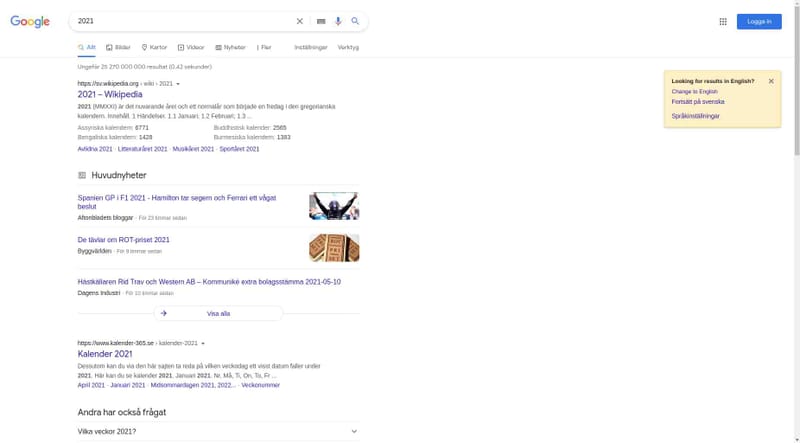 Google
2021
Logga in
Allt
Bilder
Kartor
Videor
Nyheter
Fler
Inställningar
Verktyg
Ungefär 25 270 000 000 resultat (0,42 sekunder)
Looking for results in English?
Change to English
Fortsätt på svenska
Språkinställningar
https://sv.wikipedia.org › wiki › 2021
2021 – Wikipedia
2021 (MMXXI) är det nuvarande året och ett normalår som började en fredag i den gregorianska
kalendern. Innehåll. 1 Händelser. 1.1 Januari; 1.2 Februari; 1.3 ...
Assyriska kalendern: 6771 Buddhistisk kalender: 2565
Bengaliska kalendern: 1428 Burmesiska kalendern: 1383
Avlidna 2021 · Litteraturåret 2021 · Musikåret 2021 · Sportåret 2021
Huvudnyheter
Spanien GP i F1 2021 - Hamilton tar segern och Ferrari ett vågat
beslut
Aftonbladets bloggar · För 23 timmar sedan
De tävlar om ROT-priset 2021
Byggvärlden · För 9 timmar sedan
Hästkällaren Rid Trav och Western AB – Kommuniké extra bolagsstämma 2021-05-10
Dagens Industri · För 10 timmar sedan
Visa alla
https://www.kalender-365.se › kalender-2021
Kalender 2021
Dessutom kan du via den här sajten ta reda på vilken veckodag ett visst datum faller under
2021. Här kan du se kalender 2021. Januari 2021. Nr, Må, Ti, On, To, Fr ...
April 2021 · Januari 2021 · Midsommardagen 2021, 2022,... · Veckonummer
Andra har också frågat
Vilka veckor 2021?